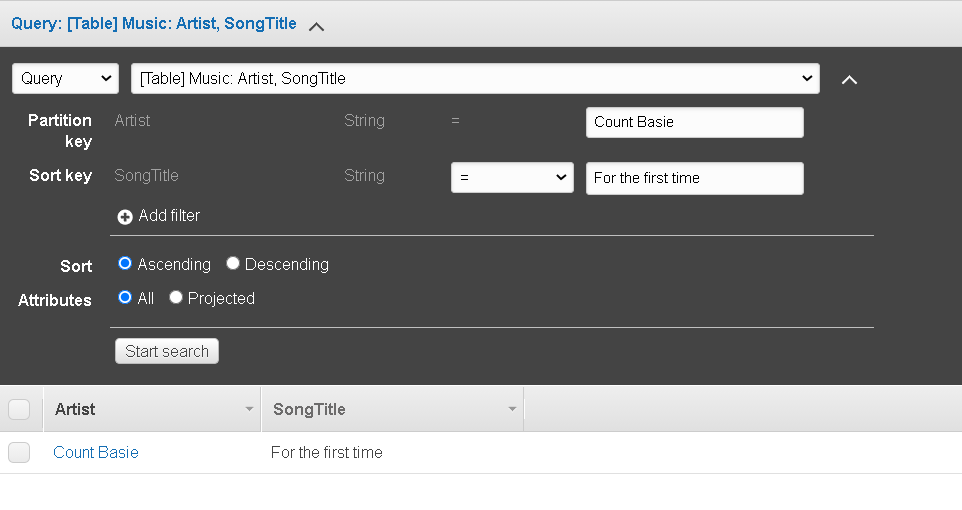 Query: [Table] Music: Artist, SongTitle
Query [Table] Music: Artist, SongTitle
Partition key Artist String = Count Basie
Sort key SongTitle String = For the first time
Add filter
Sort Ascending Descending
Attributes All Projected
Start search
Artist SongTitle
Count Basie For the first time